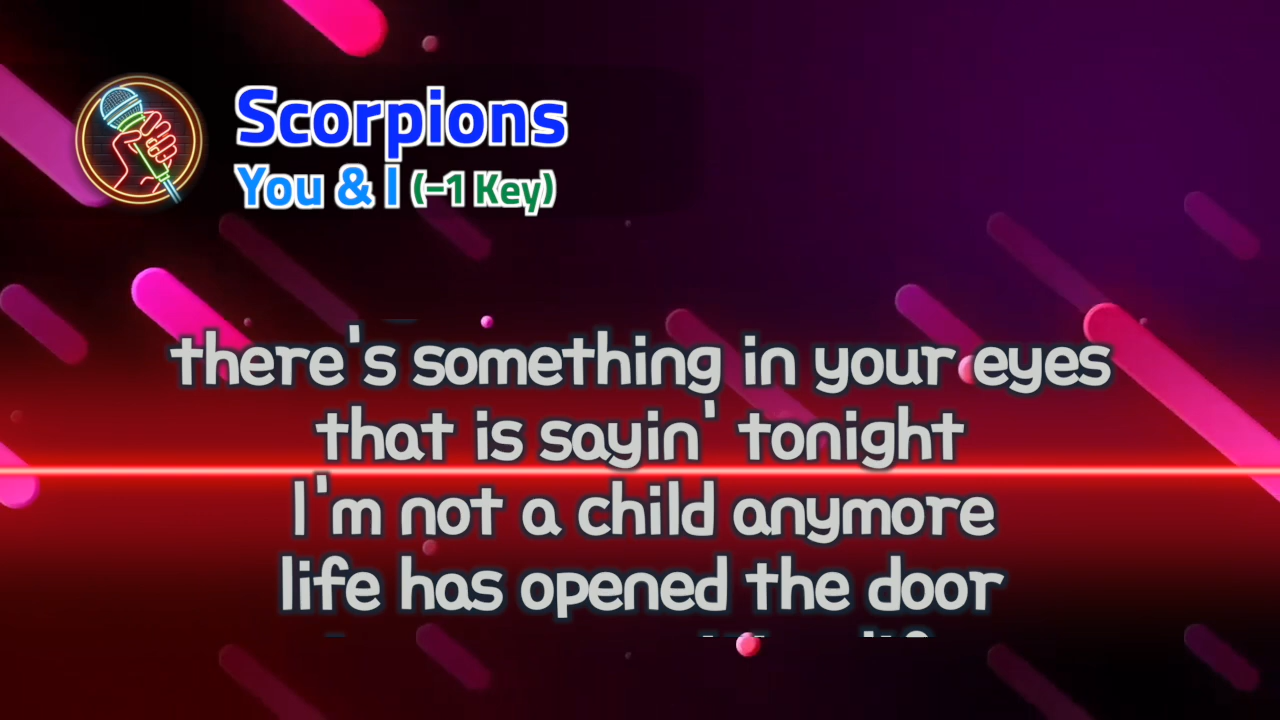 Scorpions
You & I (-1 Key)
there's something in your eyes
that is sayin' tonight
I'm not a child anymore
life has opened the door